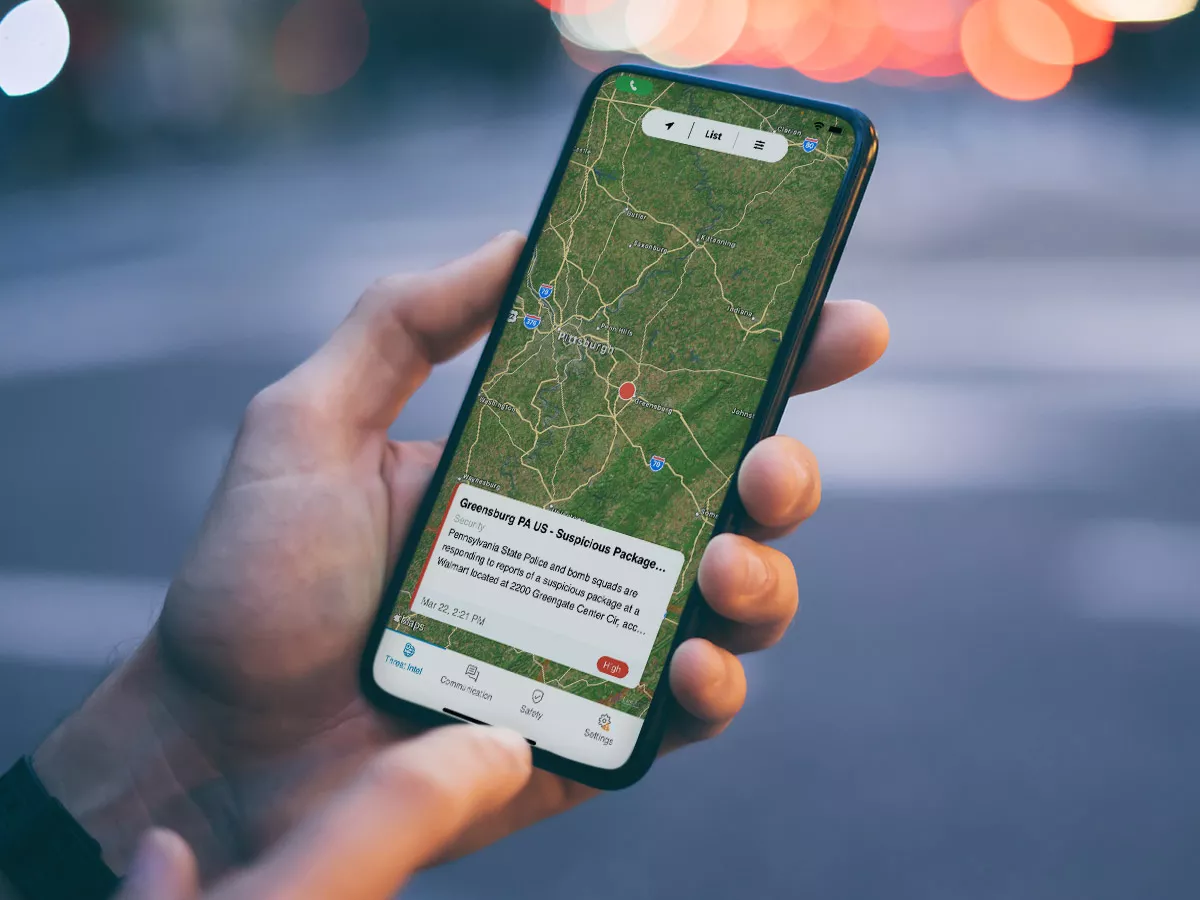 List
Clarion
80
Butler
Kittanning
Saxonburg
Indiana
79
376
Penn Hills
Pittsburgh
Greensburg
Washington
Johnst
70
Waynesburg
Som
Greensburg PA US - Suspicious Package...
Security
Pennsylvania State Police and bomb squads are
responding to reports of a suspicious package at a
Walmart located at 2200 Greengate Center Cir, acc...
Mar 22, 2:21 PM
High
Maps
Threat Intel
Communication
Safety
Settings